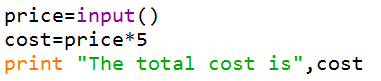 price=input()
cost=price*5
print "The total cost is",cost